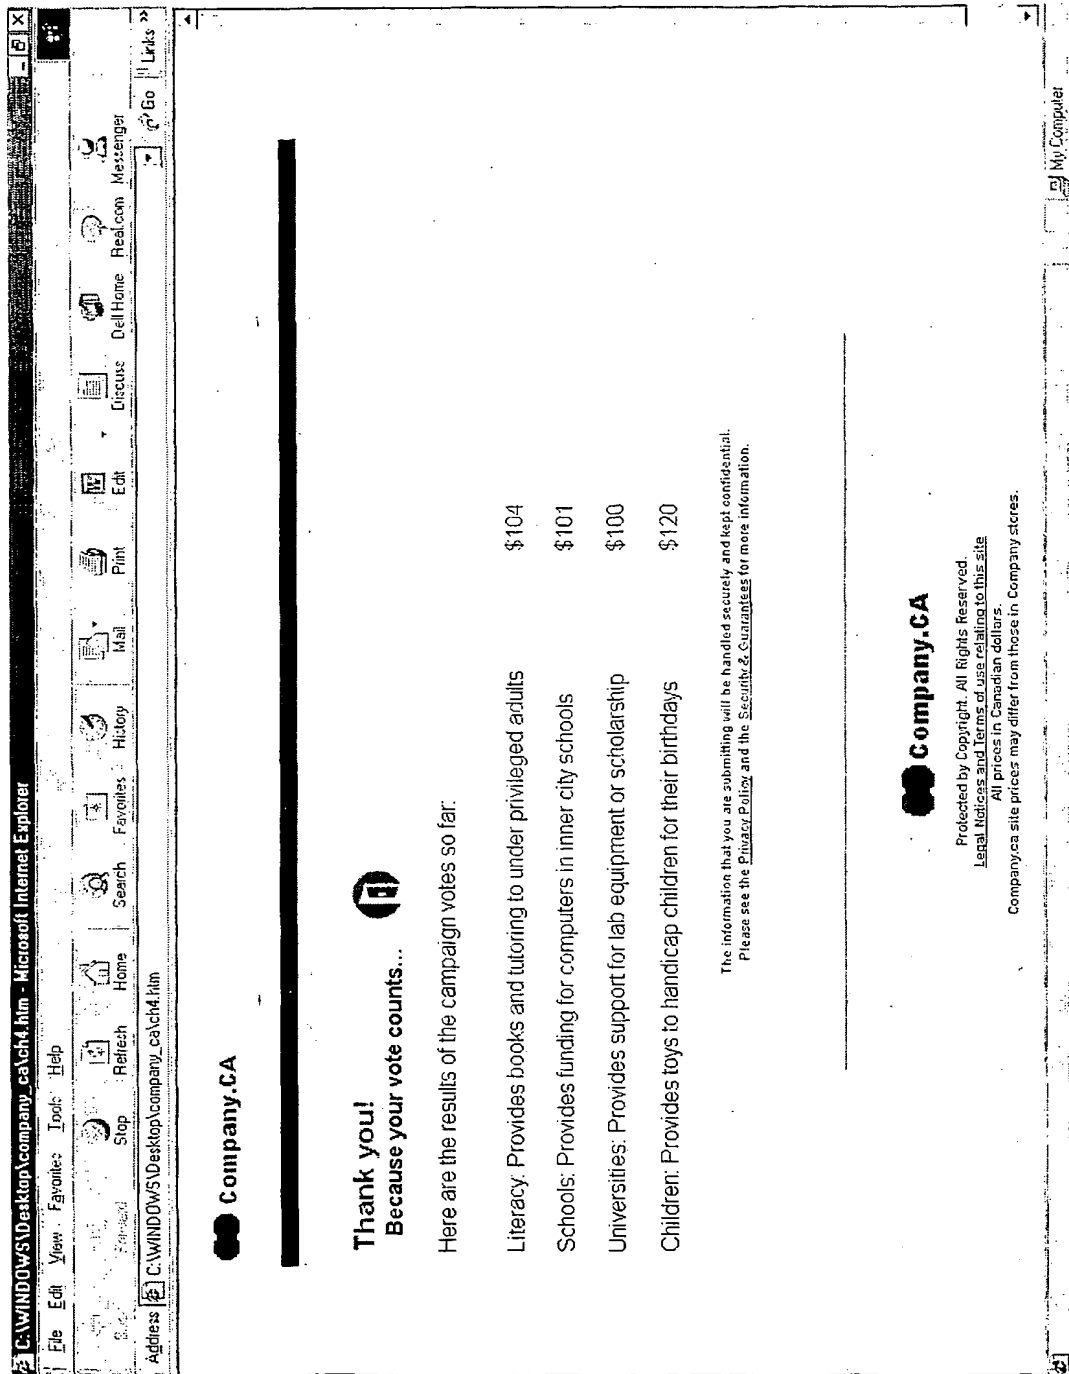 C:\WINDOWS\Desktop\company_ca\ch4.htm - Microsoft Internet Explorer
File Edit View Favorites Tools Help
Forward Stop Refresh Home Search Favorites History Mail Print Edit Discuss Dell Home Real.com Messenger
Address C:\WINDOWS\Desktop\company_ca\ch4.htm Go Links »
Company.CA
Thank you!
Because your vote counts...
Here are the results of the campaign votes so far:
Literacy: Provides books and tutoring to under privileged adults $104
Schools: Provides funding for computers in inner city schools $101
Universities: Provides support for lab equipment or scholarship $100
Children: Provides toys to handicap children for their birthdays $120
The information that you are submitting will be handled securely and kept confidential.
Please see the Privacy Policy and the Security & Guarantees for more information.
Company.CA
Protected by Copyright. All Rights Reserved.
Legal Notices and Terms of use relating to this site
All prices in Canadian dollars.
Company.ca site prices may differ from those in Company stores.
My Computer